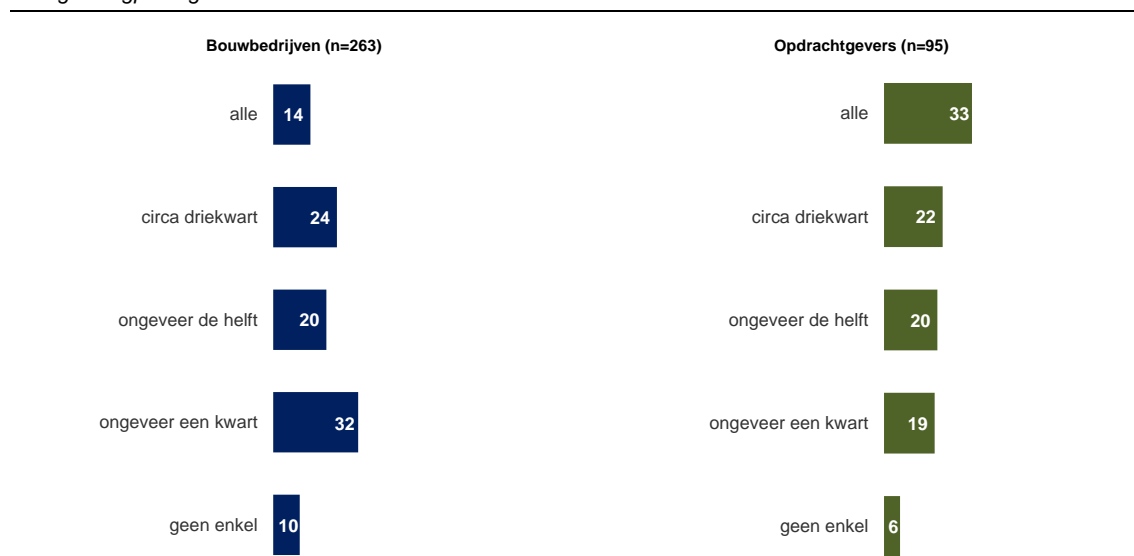 Bouwbedrijven (n=263)
alle 14
circa driekwart 24
ongeveer de helft 20
ongeveer een kwart 32
geen enkel 10
Opdrachtgevers (n=95)
alle 33
circa driekwart 22
ongeveer de helft 20
ongeveer een kwart 19
geen enkel 6